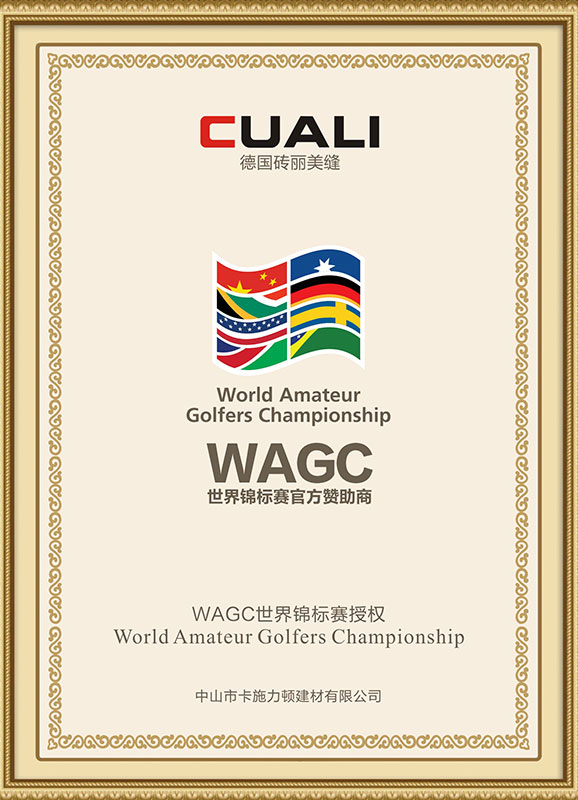 CUALI
德国砖丽美缝
World Amateur
Golfers Championship
WAGC
世界锦标赛官方赞助商
WAGC世界锦标赛授权
World Amateur Golfers Championship
中山市卡施力顿建材有限公司